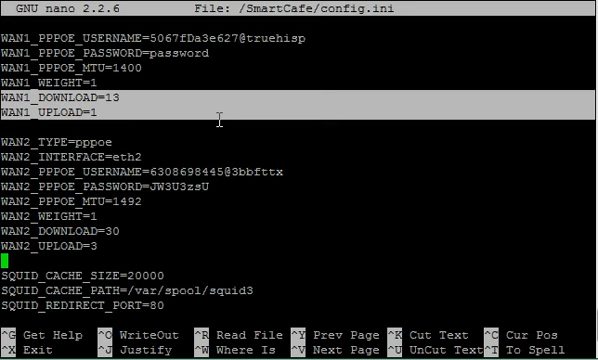 GNU nano 2.2.6 File: /SmartCafe/config.ini
WAN1_PPPOE_USERNAME=5067fDa3e627@truehisp
WAN1_PPPOE_PASSWORD=password
WAN1_PPPOE_MTU=1400
WAN1_WEIGHT=1
WAN1_DOWNLOAD=13
WAN1_UPLOAD=1
WAN2_TYPE=pppoe
WAN2_INTERFACE=eth2
WAN2_PPPOE_USERNAME=6308698445@3bbfttx
WAN2_PPPOE_PASSWORD=JW3U3zsU
WAN2_PPPOE_MTU=1492
WAN2_WEIGHT=1
WAN2_DOWNLOAD=30
WAN2_UPLOAD=3
SQUID_CACHE_SIZE=20000
SQUID_CACHE_PATH=/var/spool/squid3
SQUID_REDIRECT_PORT=80
^G Get Help ^O WriteOut ^R Read File ^Y Prev Page ^K Cut Text ^C Cur Pos
^X Exit ^J Justify ^W Where Is ^V Next Page ^U UnCut Text ^T To Spell